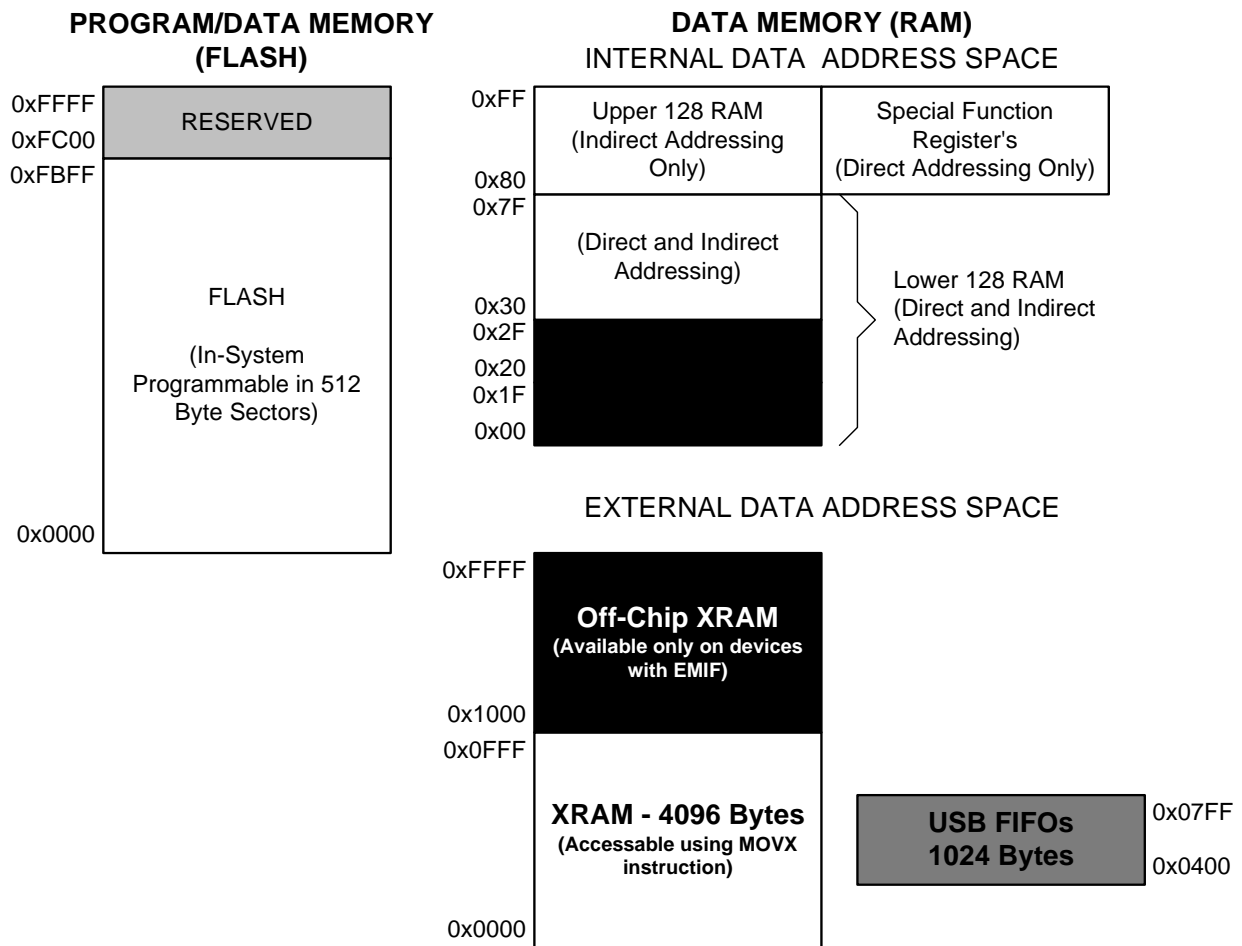 PROGRAM/DATA MEMORY
(FLASH)
0xFFFF
RESERVED
0xFC00
0xFBFF
FLASH
(In-System
Programmable in 512
Byte Sectors)
0x0000
DATA MEMORY (RAM)
INTERNAL DATA ADDRESS SPACE
0xFF
Upper 128 RAM
(Indirect Addressing
Only)
Special Function
Register's
(Direct Addressing Only)
0x80
0x7F
(Direct and Indirect
Addressing)
0x30
0x2F
0x20
0x1F
0x00
Lower 128 RAM
(Direct and Indirect
Addressing)
EXTERNAL DATA ADDRESS SPACE
0xFFFF
Off-Chip XRAM
(Available only on devices
with EMIF)
0x1000
0x0FFF
XRAM - 4096 Bytes
(Accessable using MOVX
instruction)
0x0000
USB FIFOs
1024 Bytes
0x07FF
0x0400